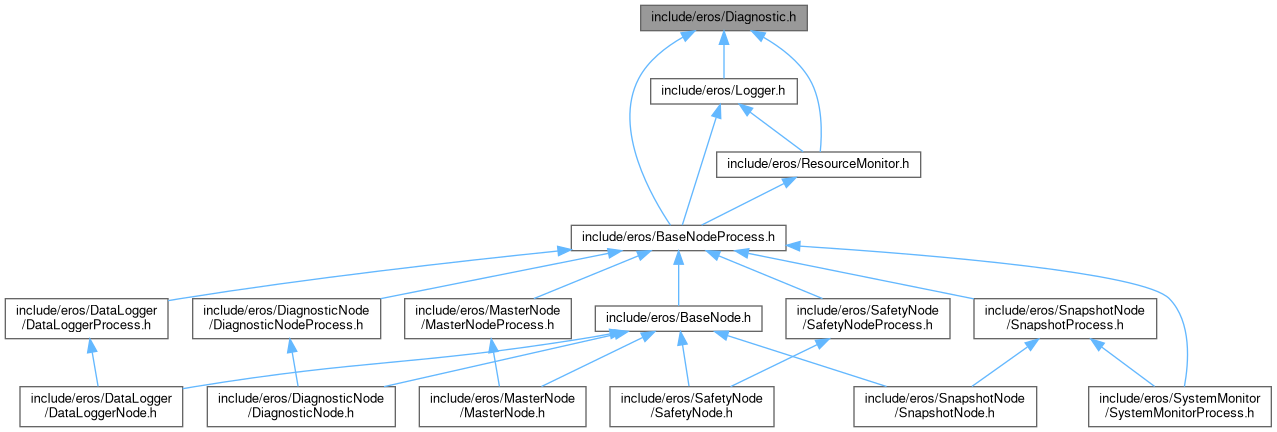 include/eros/Diagnostic.h
include/eros/Logger.h
include/eros/ResourceMonitor.h
include/eros/BaseNodeProcess.h
include/eros/DataLogger
/DataLoggerProcess.h
include/eros/DiagnosticNode
/DiagnosticNodeProcess.h
include/eros/MasterNode
/MasterNodeProcess.h
include/eros/BaseNode.h
include/eros/SafetyNode
/SafetyNodeProcess.h
include/eros/SnapshotNode
/SnapshotProcess.h
include/eros/DataLogger
/DataLoggerNode.h
include/eros/DiagnosticNode
/DiagnosticNode.h
include/eros/MasterNode
/MasterNode.h
include/eros/SafetyNode
/SafetyNode.h
include/eros/SnapshotNode
/SnapshotNode.h
include/eros/SystemMonitor
/SystemMonitorProcess.h